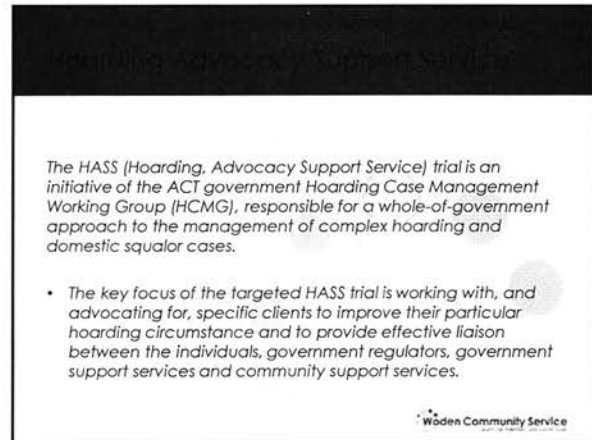 Hoarding Advocacy Support Service
The HASS (Hoarding, Advocacy Support Service) trial is an
initiative of the ACT government Hoarding Case Management
Working Group (HCMG), responsible for a whole-of-government
approach to the management of complex hoarding and
domestic squalor cases.
• The key focus of the targeted HASS trial is working with, and
advocating for, specific clients to improve their particular
hoarding circumstance and to provide effective liaison
between the individuals, government regulators, government
support services and community support services.
Woden Community Service